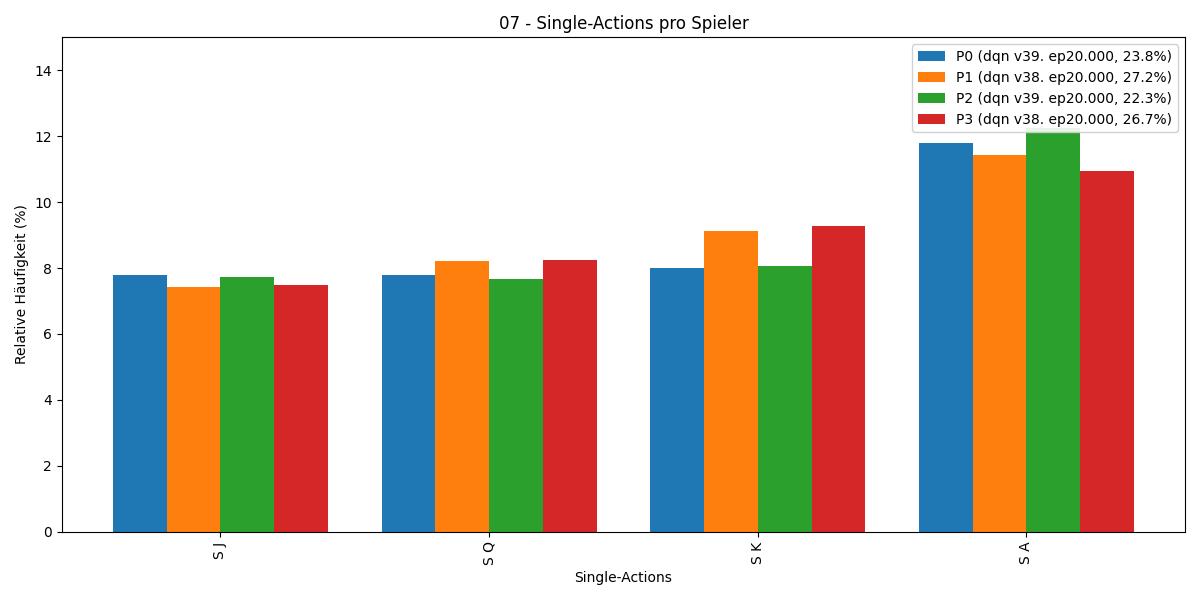 07 - Single-Actions pro Spieler
P0 (dqn v39. ep20.000, 23.8%)
P1 (dqn v38. ep20.000, 27.2%)
P2 (dqn v39. ep20.000, 22.3%)
P3 (dqn v38. ep20.000, 26.7%)
Relative Häufigkeit (%)
14
12
10
8
6
4
2
0
S J
S Q
S K
S A
Single-Actions